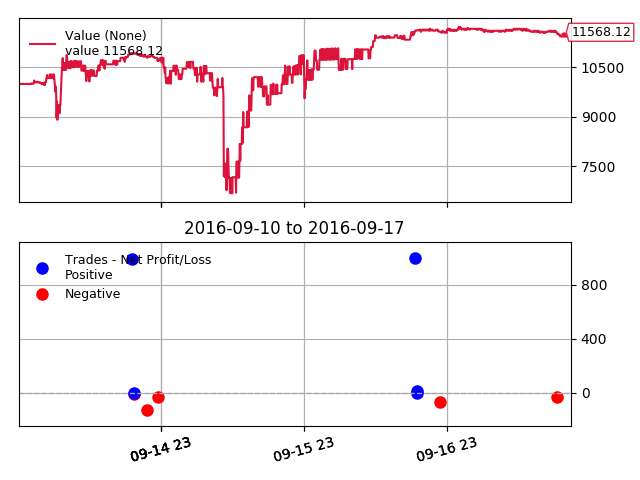 Value (None)
value 11568.12
11568.12
10500
9000
7500
2016-09-10 to 2016-09-17
Trades - Net Profit/Loss
Positive
Negative
800
400
0
09-14 23
09-15 23
09-16 23